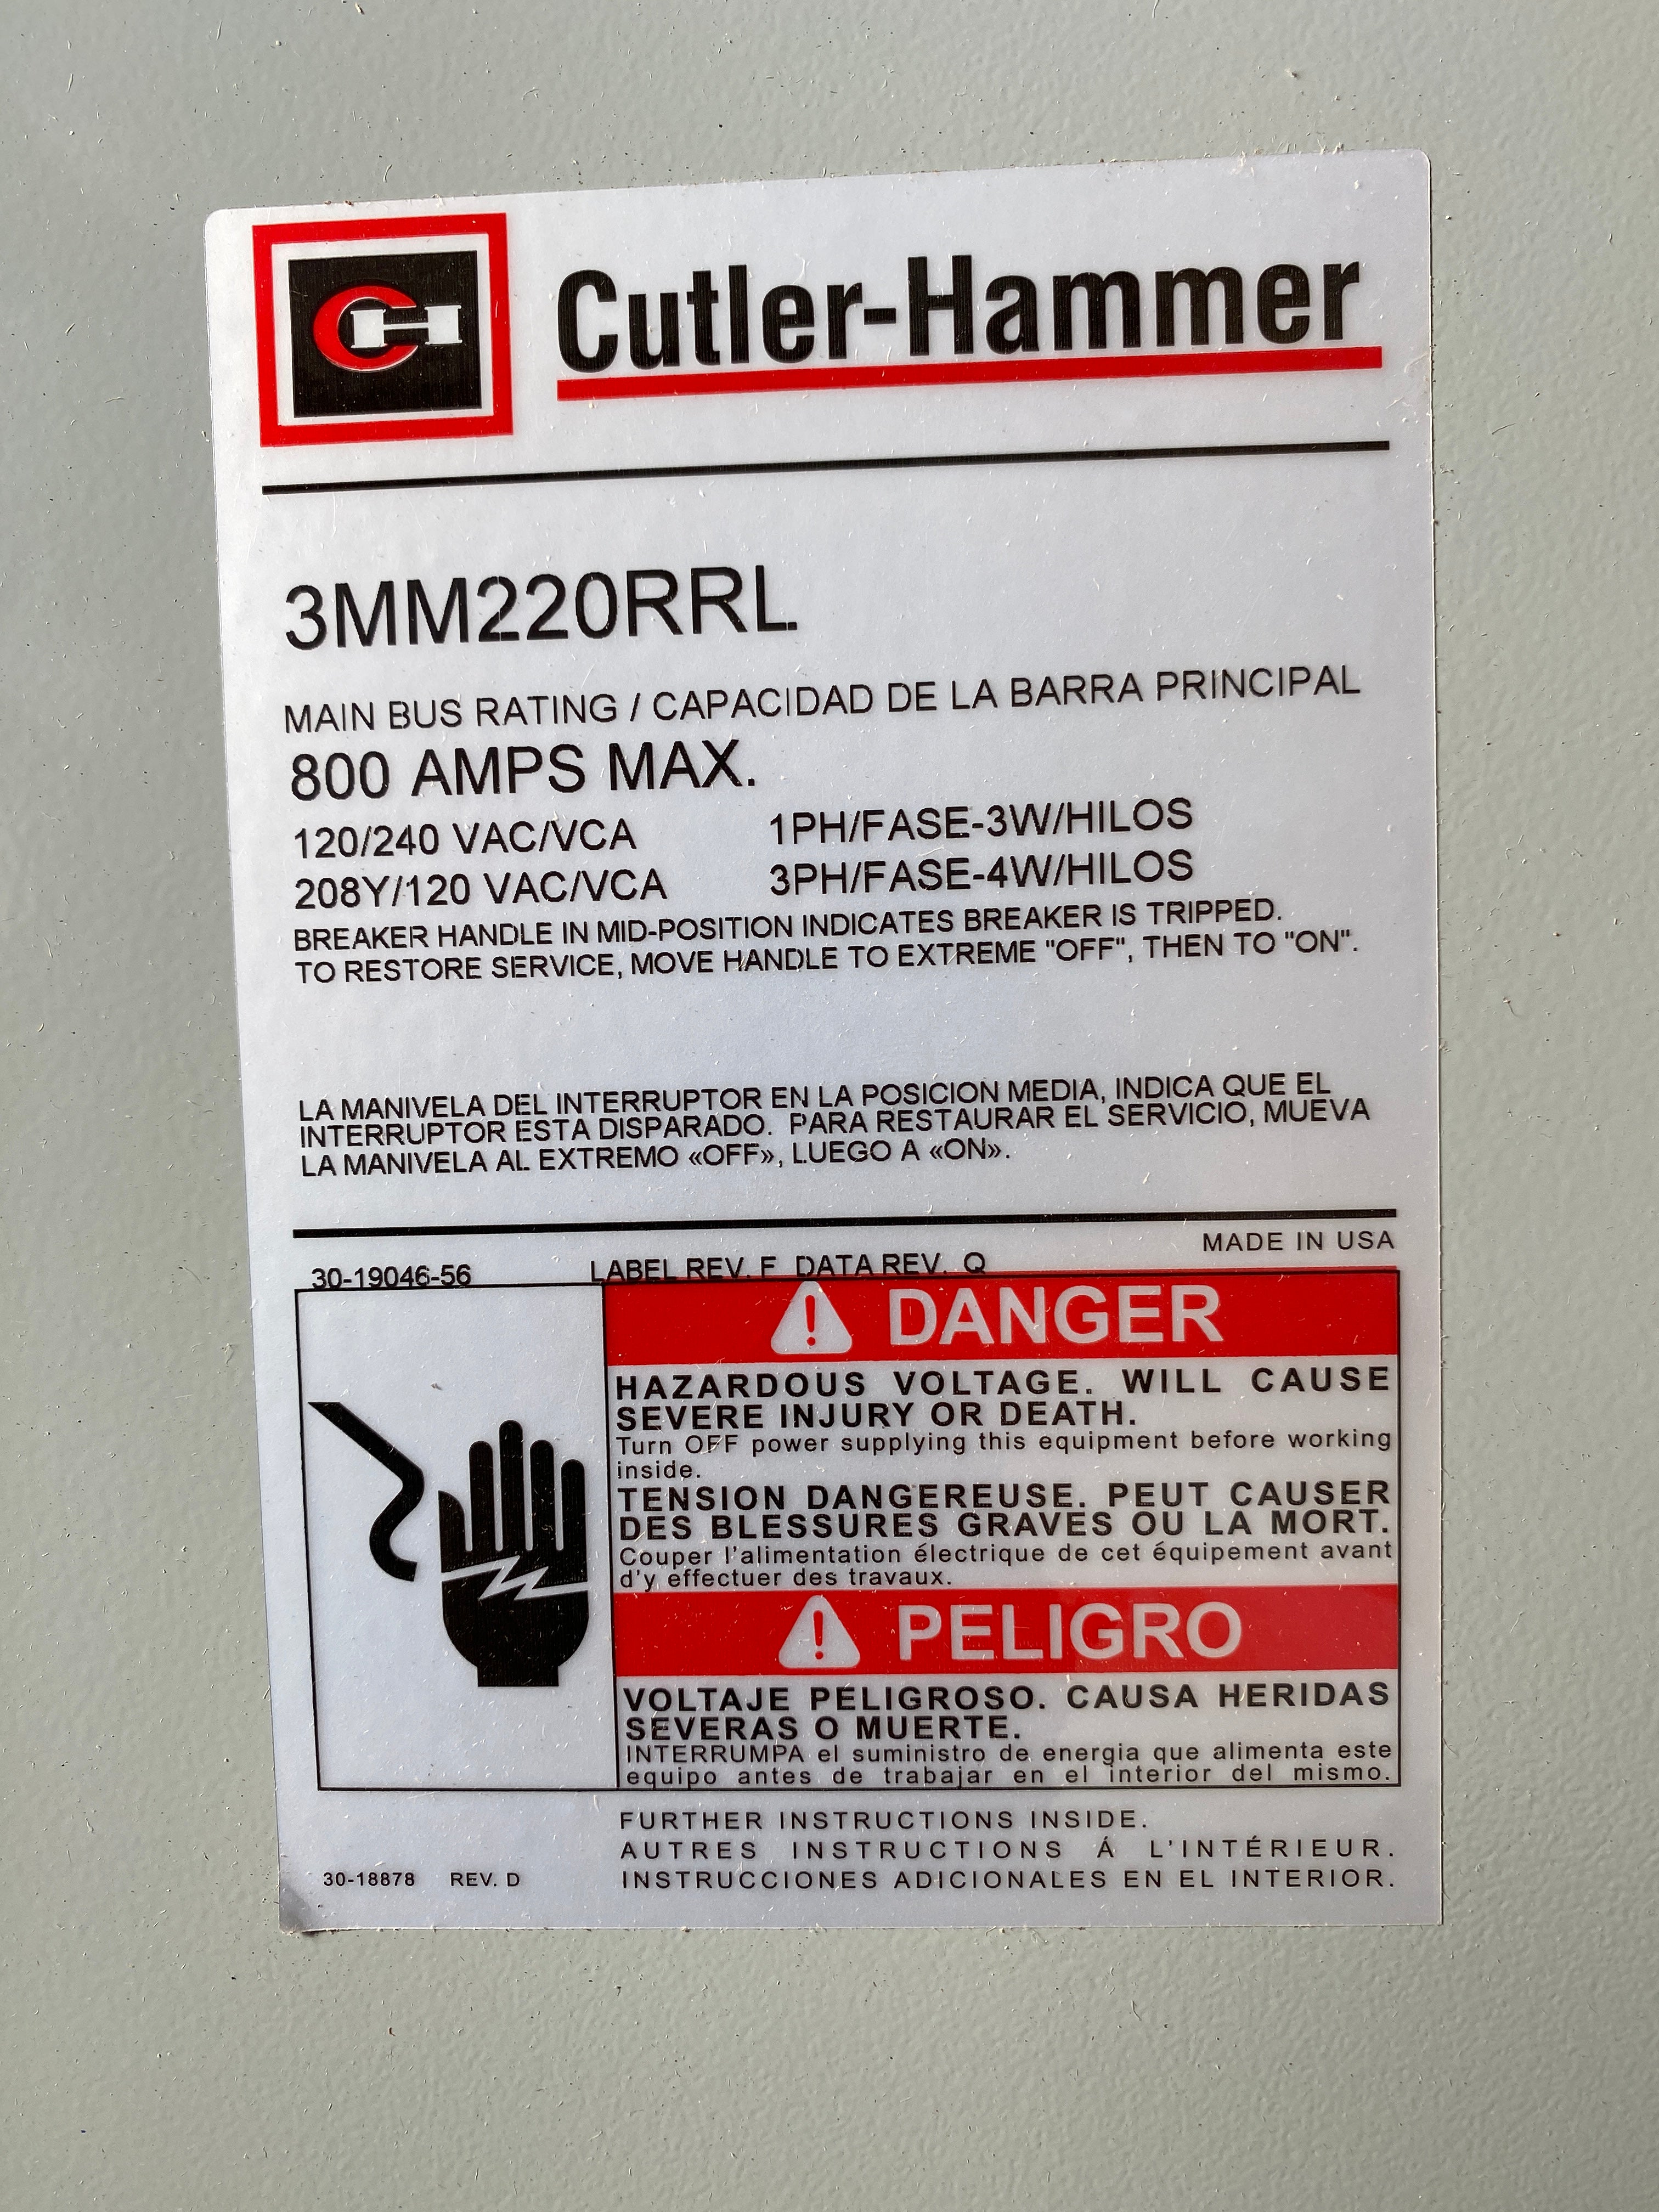 CH Cutler-Hammer
3MM220RRL
MAIN BUS RATING / CAPACIDAD DE LA BARRA PRINCIPAL
800 AMPS MAX.
120/240 VAC/VCA 1PH/FASE-3W/HILOS
208Y/120 VAC/VCA 3PH/FASE-4W/HILOS
BREAKER HANDLE IN MID-POSITION INDICATES BREAKER IS TRIPPED.
TO RESTORE SERVICE, MOVE HANDLE TO EXTREME "OFF", THEN TO "ON".
LA MANIVELA DEL INTERRUPTOR EN LA POSICION MEDIA, INDICA QUE EL
INTERRUPTOR ESTA DISPARADO. PARA RESTAURAR EL SERVICIO, MUEVA
LA MANIVELA AL EXTREMO «OFF», LUEGO A «ON».
MADE IN USA
30-19046-56 LABEL REV. F DATA REV. Q
DANGER
HAZARDOUS VOLTAGE. WILL CAUSE
SEVERE INJURY OR DEATH.
Turn OFF power supplying this equipment before working
inside.
TENSION DANGEREUSE. PEUT CAUSER
DES BLESSURES GRAVES OU LA MORT.
Couper l'alimentation électrique de cet équipement avant
d'y effectuer des travaux.
PELIGRO
VOLTAJE PELIGROSO. CAUSA HERIDAS
SEVERAS O MUERTE.
INTERRUMPA el suministro de energia que alimenta este
equipo antes de trabajar en el interior del mismo.
FURTHER INSTRUCTIONS INSIDE.
AUTRES INSTRUCTIONS Á L'INTÉRIEUR.
30-18878 REV. D INSTRUCCIONES ADICIONALES EN EL INTERIOR.